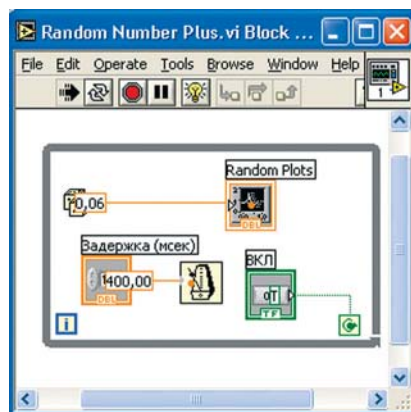 Random Number Plus.vi Block ...
File Edit Operate Tools Browse Window Help
1
Random Plots
0,06
DBL
Задержка (мсек)
ВКЛ
400,00
DBL
TF
i